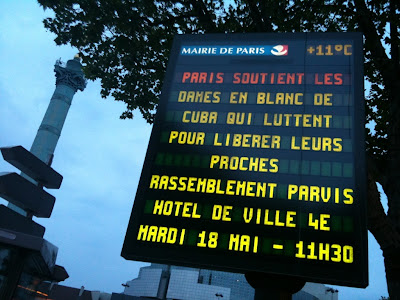 MAIRIE DE PARIS
+11°C
PARIS SOUTIENT LES
DAMES EN BLANC DE
CUBA QUI LUTTENT
POUR LIBERER LEURS
PROCHES
RASSEMBLEMENT PARVIS
HOTEL DE VILLE 4E
MARDI 18 MAI - 11H30